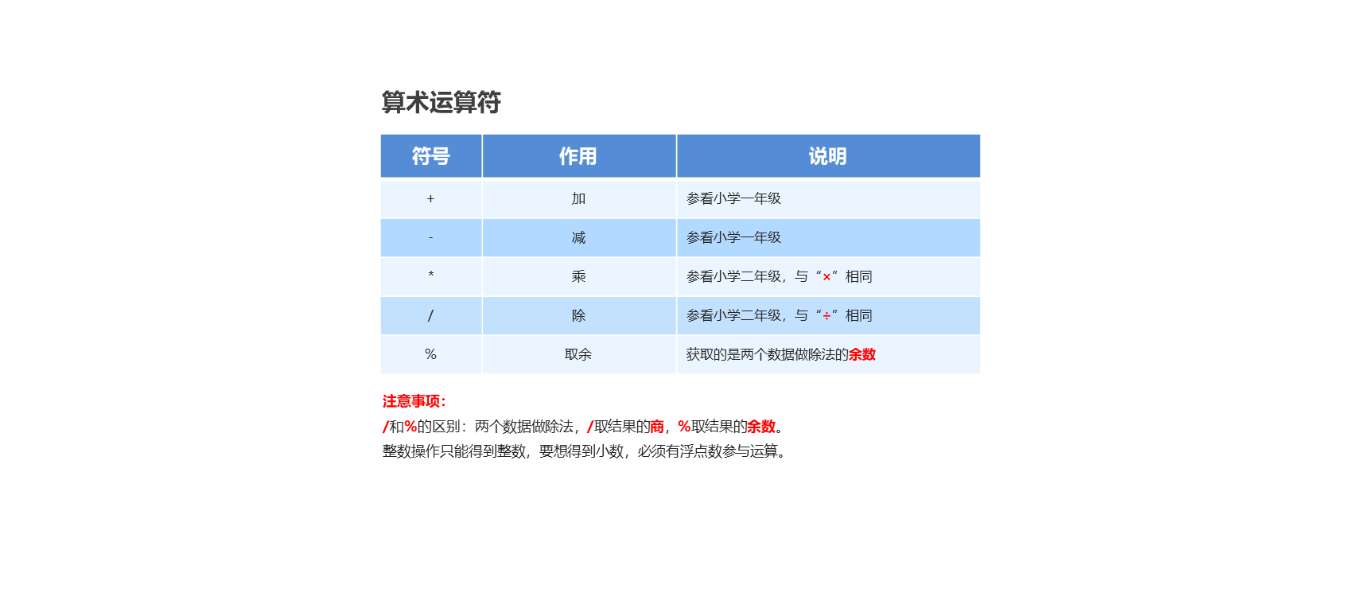 算术运算符
符号 作用 说明
+ 加 参看小学一年级
- 减 参看小学一年级
* 乘 参看小学二年级，与“×”相同
/ 除 参看小学二年级，与“÷”相同
% 取余 获取的是两个数据做除法的余数
注意事项：
/和%的区别：两个数据做除法，/取结果的商，%取结果的余数。
整数操作只能得到整数，要想得到小数，必须有浮点数参与运算。